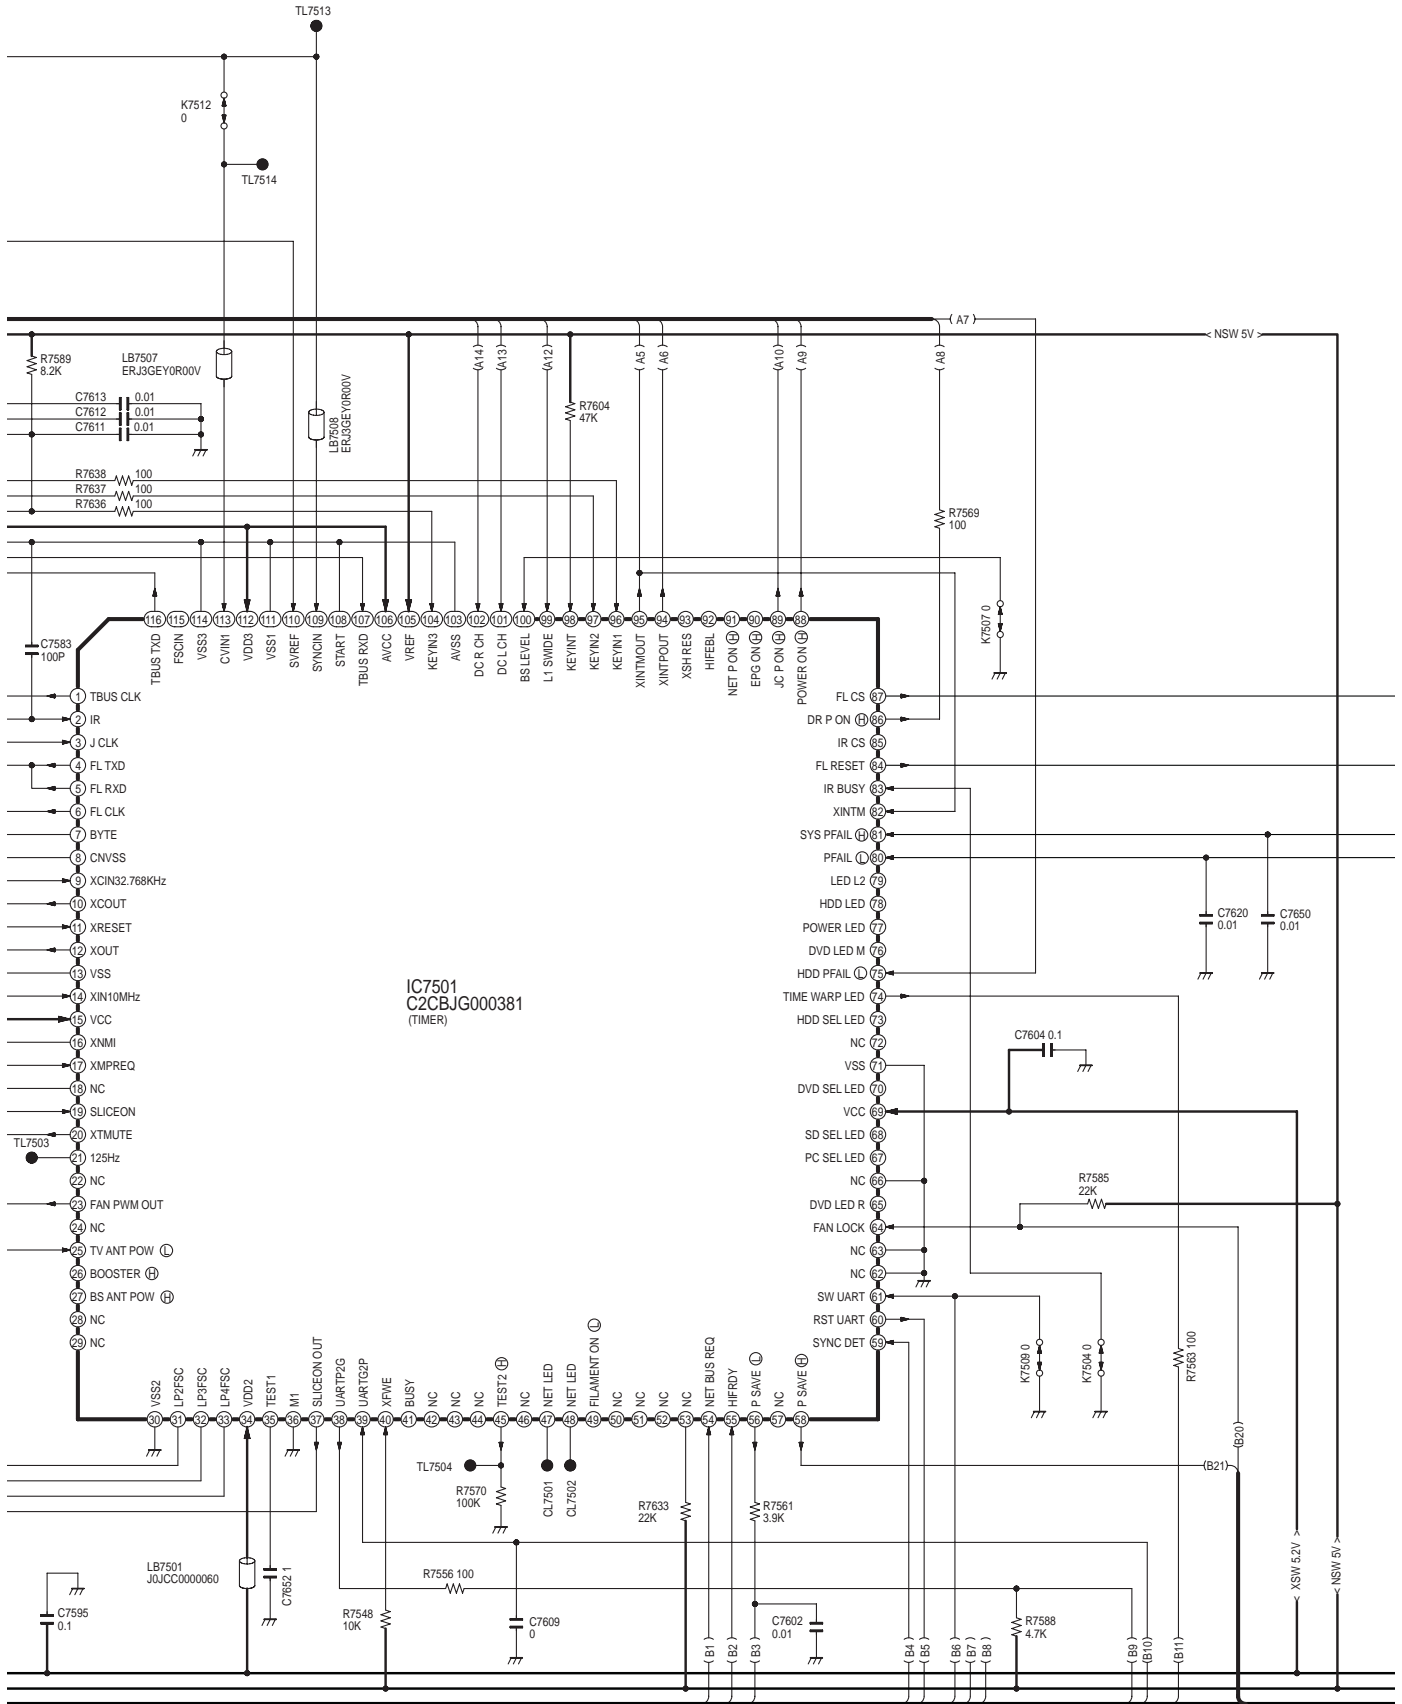 TL7513
K7512
0
TL7514
( A7 )
< NSW 5V >
R7589
8.2K
LB7507
ERJ3GEY0R00V
(A14)
(A13)
(A12)
(A5)
(A6)
(A10)
(A9)
(A8)
C7613 0.01
C7612 0.01
C7611 0.01
LB7508
ERJ3GEY0R00V
R7604
47K
R7638 100
R7637 100
R7636 100
R7569
100
K7507 0
C7583
100P
116 TBUS TXD
115 FSCIN
114 VSS3
113 CVIN1
112 VDD3
111 VSS1
110 SVREF
109 SYNCIN
108 START
107 TBUS RXD
106 AVCC
105 VREF
104 KEYIN3
103 AVSS
102 DC R CH
101 DC L CH
100 BS LEVEL
99 L1 SWIDE
98 KEYINT
97 KEYIN2
96 KEYIN1
95 XINTMOUT
94 XINTPOUT
93 XSH RES
92 HIFEBL
91 NET P ON H
90 EPG ON H
89 JC P ON H
88 POWER ON H
1 TBUS CLK
2 IR
3 J CLK
4 FL TXD
5 FL RXD
6 FL CLK
7 BYTE
8 CNVSS
9 XCIN32.768KHz
10 XCOUT
11 XRESET
12 XOUT
13 VSS
14 XIN10MHz
15 VCC
16 XNMI
17 XMPREQ
18 NC
19 SLICEON
20 XTMUTE
TL7503
21 125Hz
22 NC
23 FAN PWM OUT
24 NC
25 TV ANT POW L
26 BOOSTER H
27 BS ANT POW H
28 NC
29 NC
IC7501
C2CBJG000381
(TIMER)
FL CS 87
DR P ON H 86
IR CS 85
FL RESET 84
IR BUSY 83
XINTM 82
SYS PFAIL H 81
PFAIL L 80
LED L2 79
HDD LED 78
POWER LED 77
DVD LED M 76
HDD PFAIL L 75
TIME WARP LED 74
HDD SEL LED 73
NC 72
VSS 71
DVD SEL LED 70
VCC 69
SD SEL LED 68
PC SEL LED 67
NC 66
DVD LED R 65
FAN LOCK 64
NC 63
NC 62
SW UART 61
RST UART 60
SYNC DET 59
C7620
0.01
C7650
0.01
C7604 0.1
R7585
22K
K7509 0
K7504 0
R7563 100
30 VSS2
31 LP2FSC
32 LP3FSC
33 LP4FSC
34 VDD2
35 TEST1
36 M1
37 SLICEON OUT
38 UARTP2G
39 UARTG2P
40 XFWE
41 BUSY
42 NC
43 NC
44 NC
45 TEST2 H
46 NC
47 NET LED
48 NET LED
49 FILAMENT ON L
50 NC
51 NC
52 NC
53 NC
54 NET BUS REQ
55 HIFRDY
56 P SAVE L
57 NC
58 P SAVE H
(B20)
(B21)
TL7504
R7570
100K
CL7501
CL7502
R7633
22K
R7561
3.9K
LB7501
J0JCC0000060
C7652 1
R7556 100
XSW 5.2V >
< NSW 5V >
C7595
0.1
R7548
10K
C7609
0
C7602
0.01
R7588
4.7K
(B1)
(B2)
(B3)
(B4)
(B5)
(B6)
(B7)
(B8)
(B9)
(B10)
(B11)